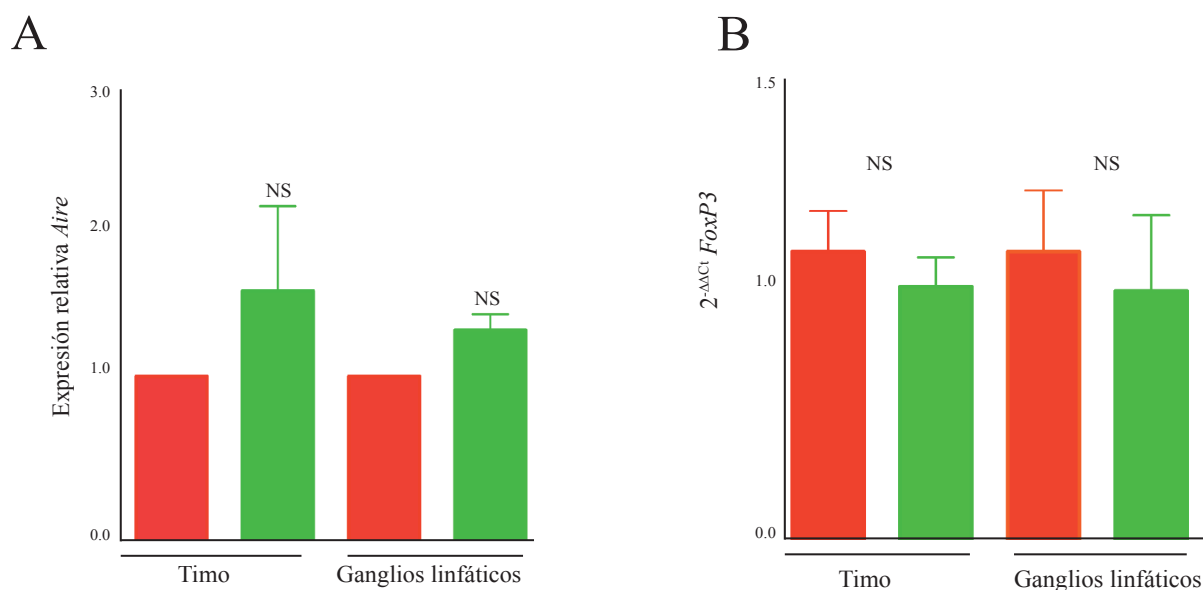 A
3.0
2.0
1.0
0.0
Expresión relativa Aire
NS
NS
Timo
Ganglios linfáticos
B
1.5
1.0
0.0
2^-ΔΔCt FoxP3
NS
NS
Timo
Ganglios linfáticos